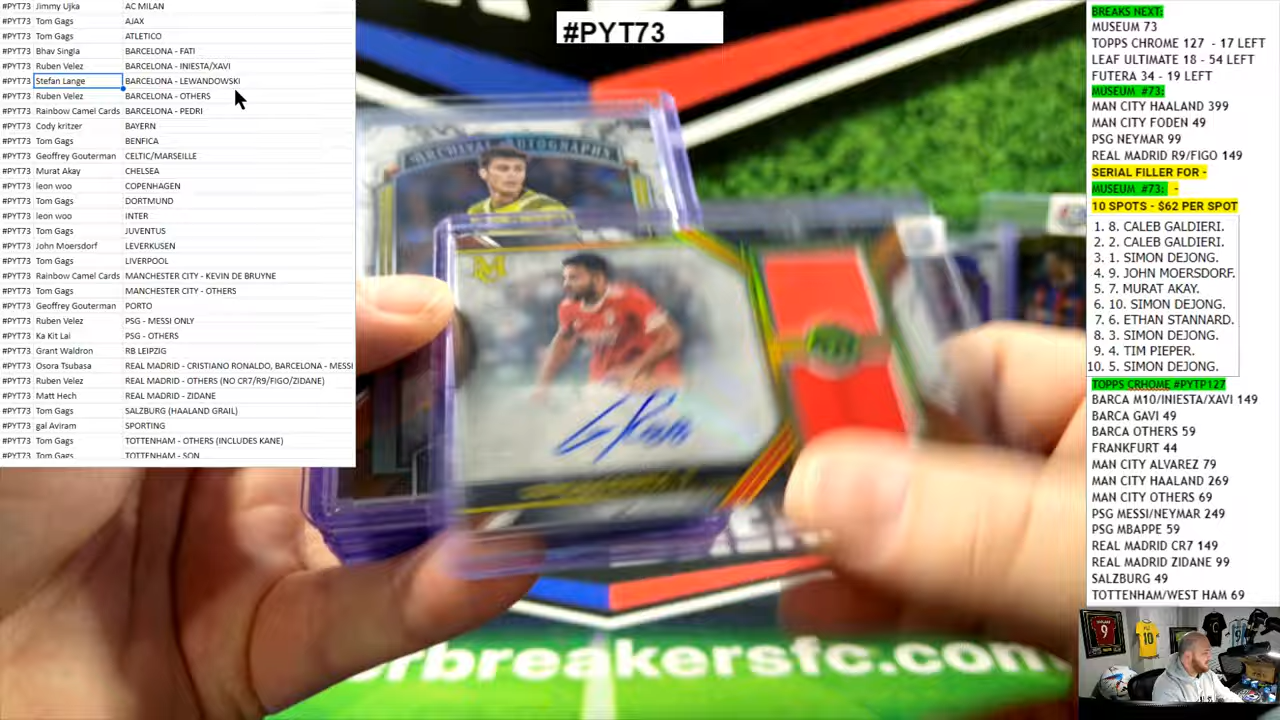 #PYT73 Jimmy Ujka AC MILAN
#PYT73 Tom Gags AJAX
#PYT73 Tom Gags ATLETICO
#PYT73 Bhav Singla BARCELONA - FATI
#PYT73 Ruben Velez BARCELONA - INIESTA/XAVI
#PYT73 Stefan Lange BARCELONA - LEWANDOWSKI
#PYT73 Ruben Velez BARCELONA - OTHERS
#PYT73 Rainbow Camel Cards BARCELONA - PEDRI
#PYT73 Cody kritzer BAYERN
#PYT73 Tom Gags BENFICA
#PYT73 Geoffrey Gouterman CELTIC/MARSEILLE
#PYT73 Murat Akay CHELSEA
#PYT73 leon woo COPENHAGEN
#PYT73 Tom Gags DORTMUND
#PYT73 leon woo INTER
#PYT73 Tom Gags JUVENTUS
#PYT73 John Moersdorf LEVERKUSEN
#PYT73 Tom Gags LIVERPOOL
#PYT73 Rainbow Camel Cards MANCHESTER CITY - KEVIN DE BRUYNE
#PYT73 Tom Gags MANCHESTER CITY - OTHERS
#PYT73 Geoffrey Gouterman PORTO
#PYT73 Ruben Velez PSG - MESSI ONLY
#PYT73 Ka Kit Lai PSG - OTHERS
#PYT73 Grant Waldron RB LEIPZIG
#PYT73 Osora Tsubasa REAL MADRID - CRISTIANO RONALDO, BARCELONA - MESSI
#PYT73 Ruben Velez REAL MADRID - OTHERS (NO CR7/R9/FIGO/ZIDANE)
#PYT73 Matt Hech REAL MADRID - ZIDANE
#PYT73 Tom Gags SALZBURG (HAALAND GRAIL)
#PYT73 gal Aviram SPORTING
#PYT73 Tom Gags TOTTENHAM - OTHERS (INCLUDES KANE)
#PYT73 Tom Gags TOTTENHAM - SON
#PYT73
ARCHIVAL AUTOGRAPHS
M
rbreakersfc.com
BREAKS NEXT:
MUSEUM 73
TOPPS CHROME 127 - 17 LEFT
LEAF ULTIMATE 18 - 54 LEFT
FUTERA 34 - 19 LEFT
MUSEUM #73:
MAN CITY HAALAND 399
MAN CITY FODEN 49
PSG NEYMAR 99
REAL MADRID R9/FIGO 149
SERIAL FILLER FOR -
MUSEUM #73: -
10 SPOTS - $62 PER SPOT
1. 8. CALEB GALDIERI.
2. 2. CALEB GALDIERI.
3. 1. SIMON DEJONG.
4. 9. JOHN MOERSDORF.
5. 7. MURAT AKAY.
6. 10. SIMON DEJONG.
7. 6. ETHAN STANNARD.
8. 3. SIMON DEJONG.
9. 4. TIM PIEPER.
10. 5. SIMON DEJONG.
TOPPS CRHOME #PYTP127
BARCA M10/INIESTA/XAVI 149
BARCA GAVI 49
BARCA OTHERS 59
FRANKFURT 44
MAN CITY ALVAREZ 79
MAN CITY HAALAND 269
MAN CITY OTHERS 69
PSG MESSI/NEYMAR 249
PSG MBAPPE 59
REAL MADRID CR7 149
REAL MADRID ZIDANE 99
SALZBURG 49
TOTTENHAM/WEST HAM 69
9
10